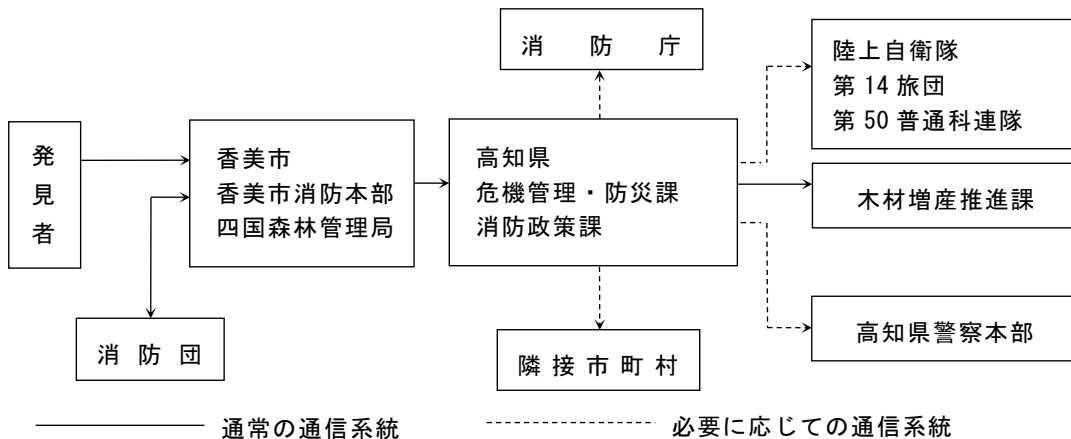 消防庁
陸上自衛隊
第14旅団
第50普通科連隊
発見者
香美市
香美市消防本部
四国森林管理局
高知県
危機管理・防災課
消防政策課
木材増産推進課
消防団
隣接市町村
高知県警察本部
通常の通信系統
必要に応じての通信系統